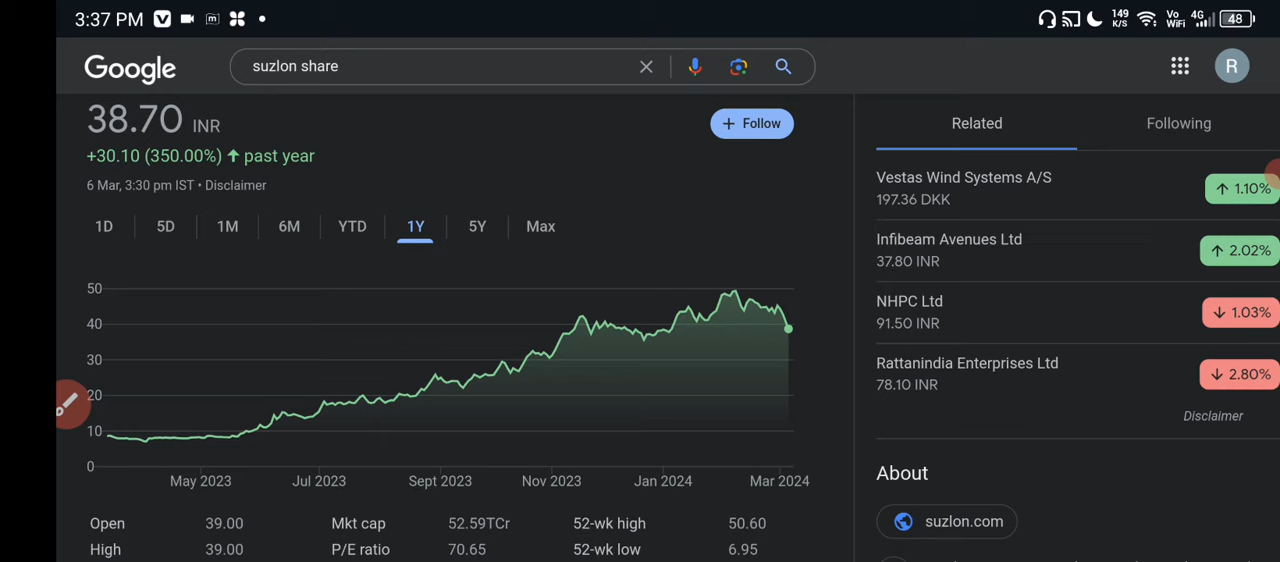 3:37 PM
149 K/S Vo WiFi 4G 48
Google
suzlon share
R
38.70 INR
+ Follow
+30.10 (350.00%) ↑ past year
6 Mar, 3:30 pm IST • Disclaimer
1D 5D 1M 6M YTD 1Y 5Y Max
50
40
30
20
10
0
May 2023 Jul 2023 Sept 2023 Nov 2023 Jan 2024 Mar 2024
Open 39.00 Mkt cap 52.59TCr 52-wk high 50.60
High 39.00 P/E ratio 70.65 52-wk low 6.95
Related Following
Vestas Wind Systems A/S
197.36 DKK
↑ 1.10%
Infibeam Avenues Ltd
37.80 INR
↑ 2.02%
NHPC Ltd
91.50 INR
↓ 1.03%
Rattanindia Enterprises Ltd
78.10 INR
↓ 2.80%
Disclaimer
About
suzlon.com